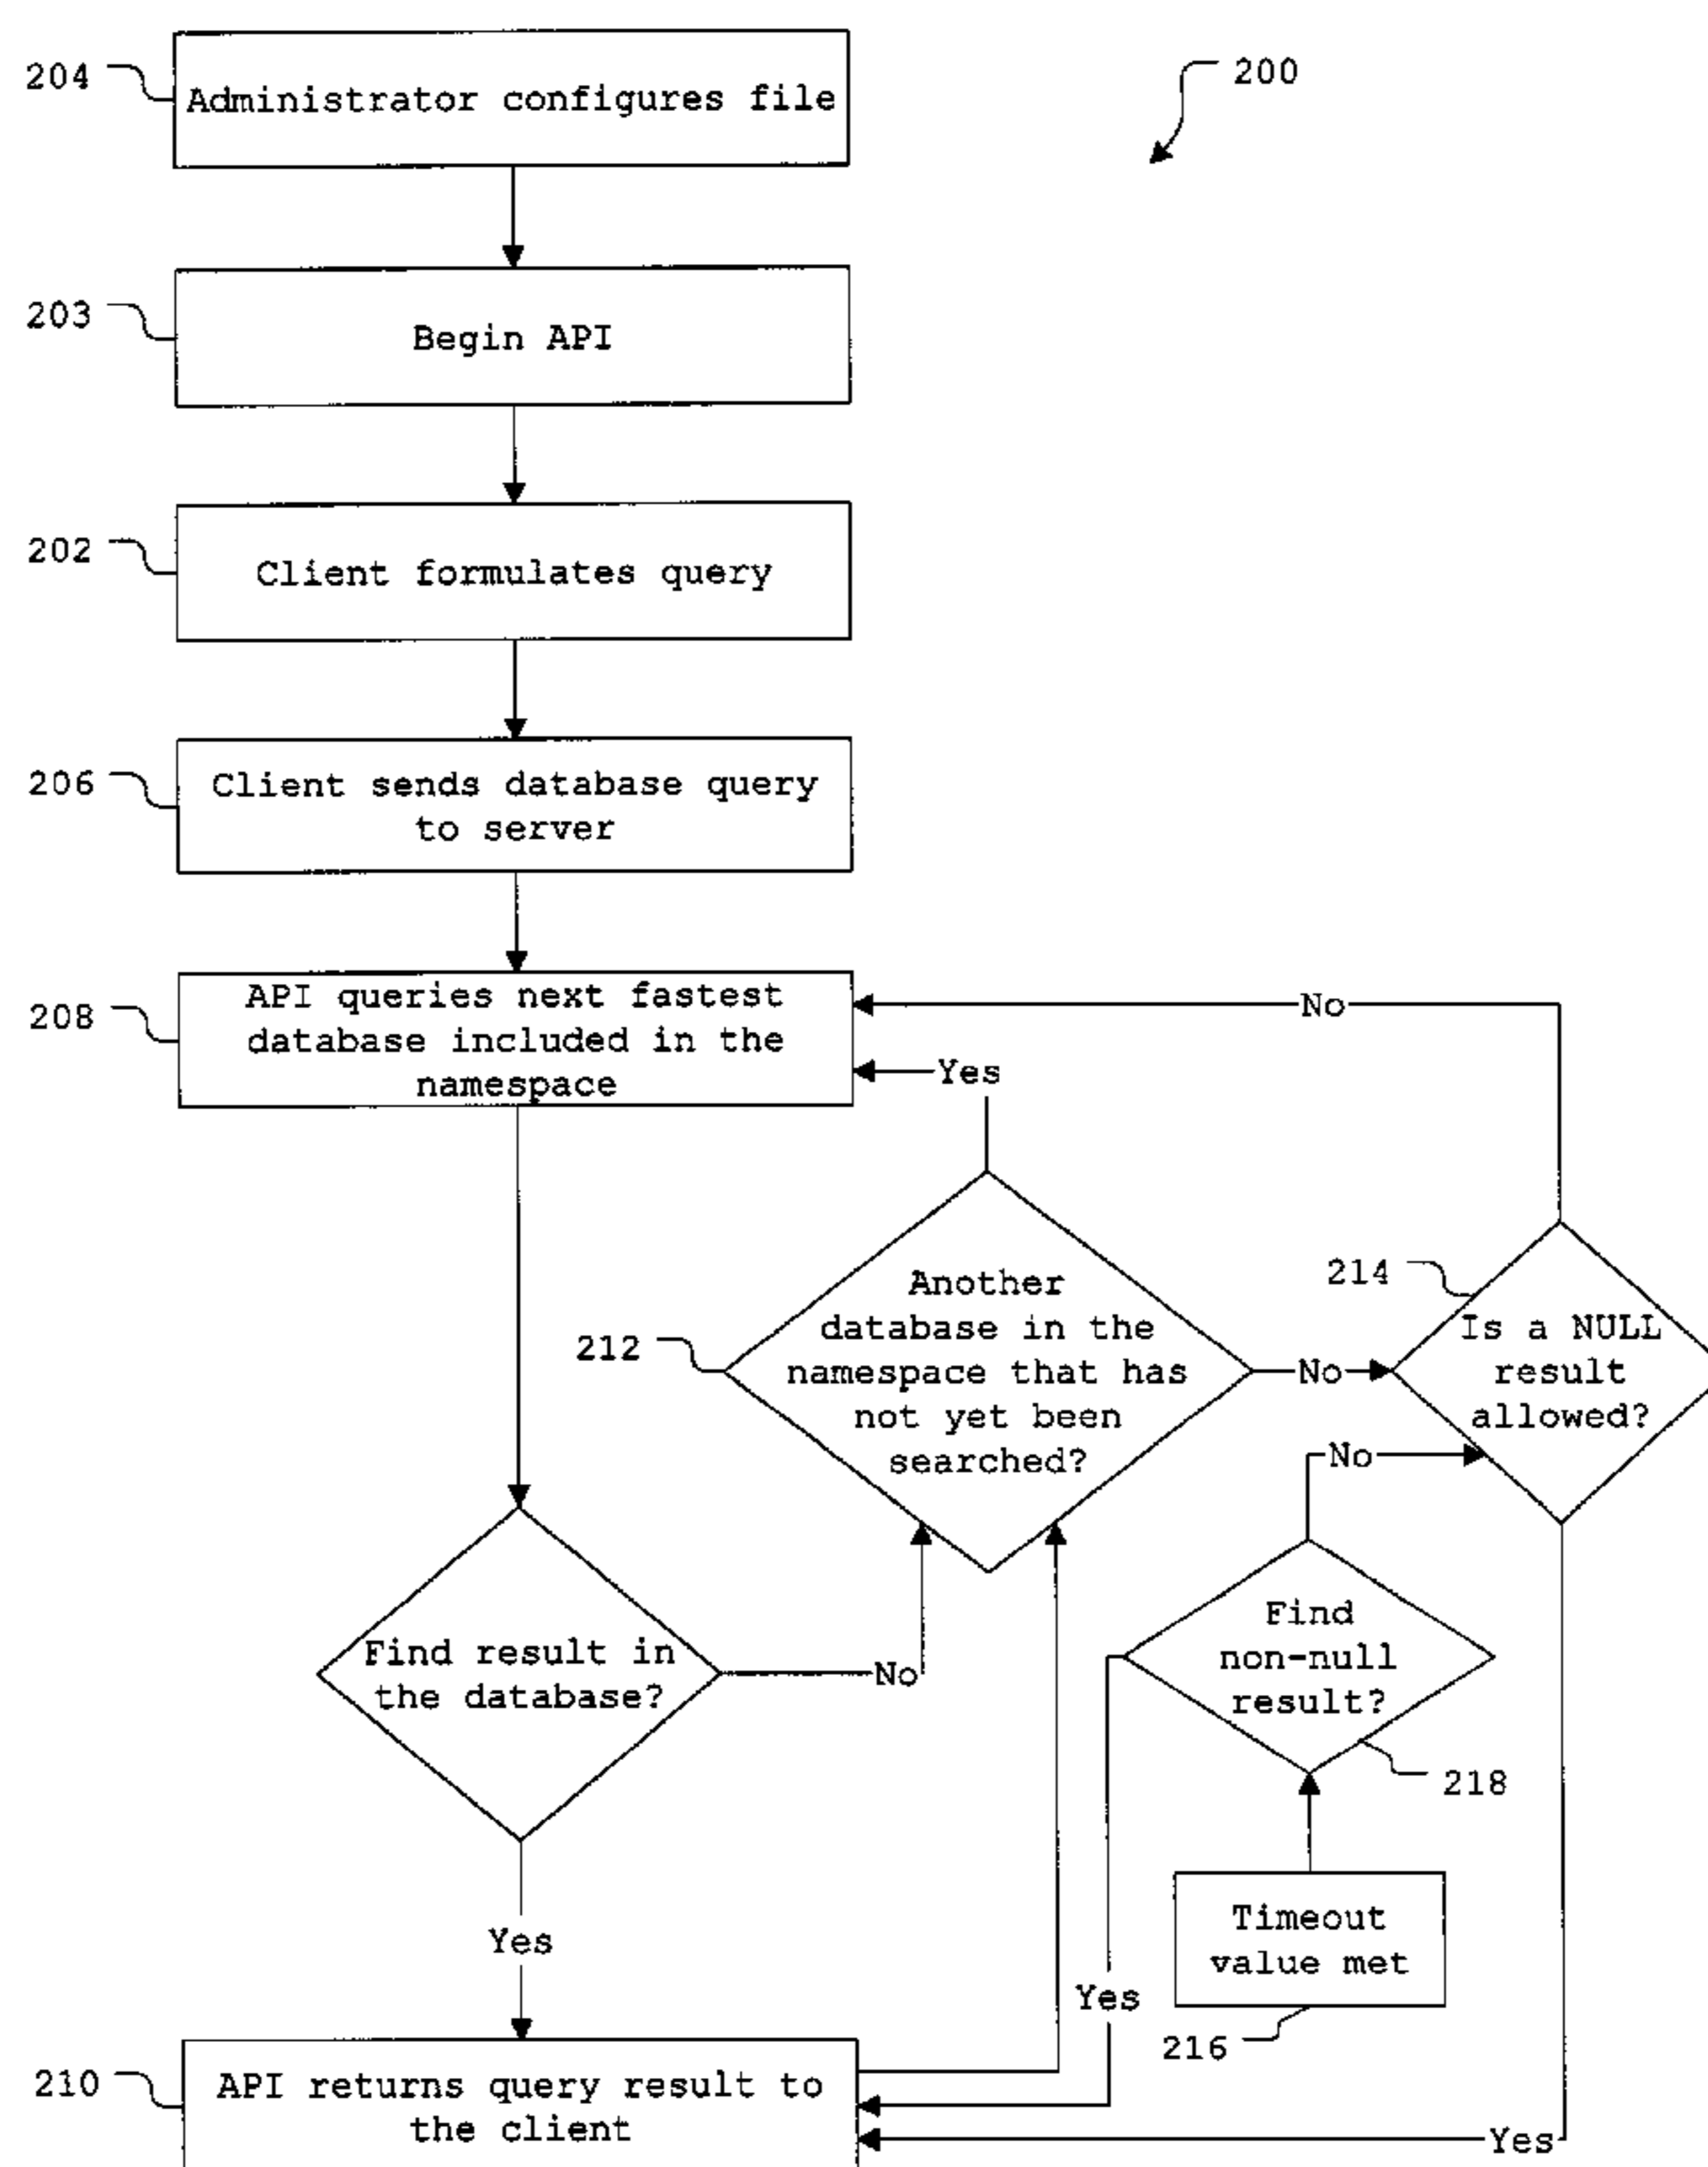 204
Administrator configures file
200
203
Begin API
202
Client formulates query
206
Client sends database query
to server
208
API queries next fastest
database included in the
namespace
No
Yes
212
Another
database in the
namespace that has
not yet been
searched?
No
214
Is a NULL
result
allowed?
No
Find result in
the database?
No
Find
non-null
result?
218
Yes
Timeout
value met
216
Yes
210
API returns query result to
the client
Yes